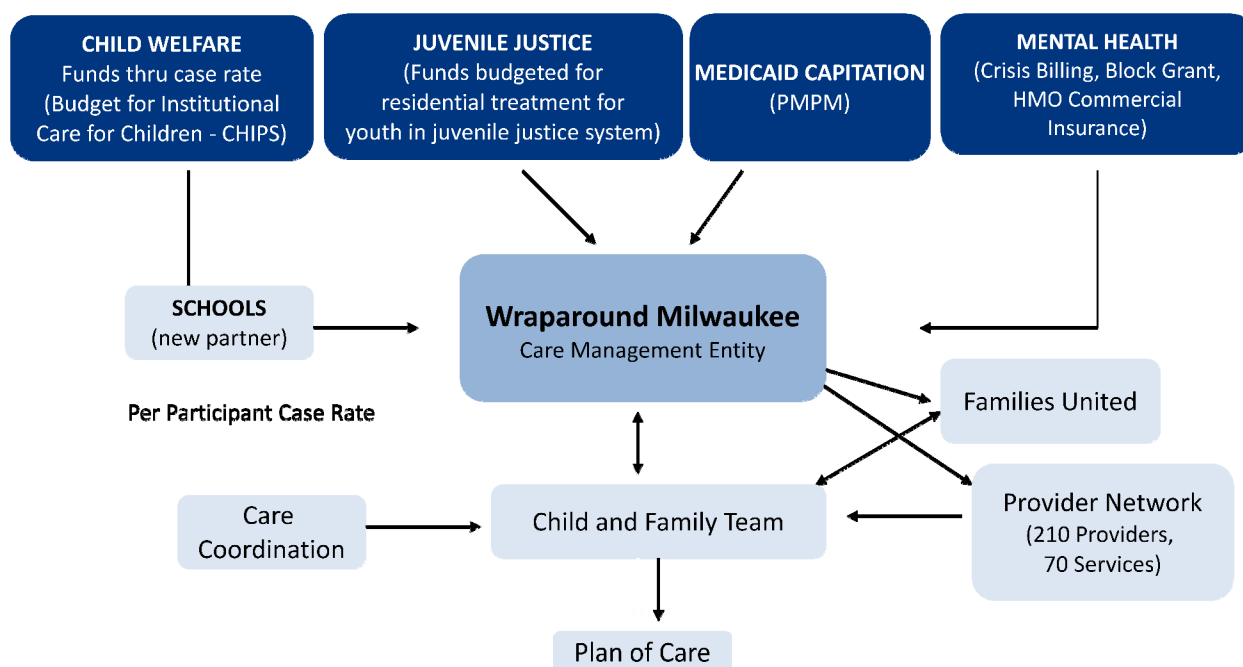 CHILD WELFARE
Funds thru case rate
(Budget for Institutional
Care for Children - CHIPS)
JUVENILE JUSTICE
(Funds budgeted for
residential treatment for
youth in juvenile justice system)
MEDICAID CAPITATION
(PMPM)
MENTAL HEALTH
(Crisis Billing, Block Grant,
HMO Commercial
Insurance)
SCHOOLS
(new partner)
Wraparound Milwaukee
Care Management Entity
Per Participant Case Rate
Families United
Care
Coordination
Child and Family Team
Provider Network
(210 Providers,
70 Services)
Plan of Care